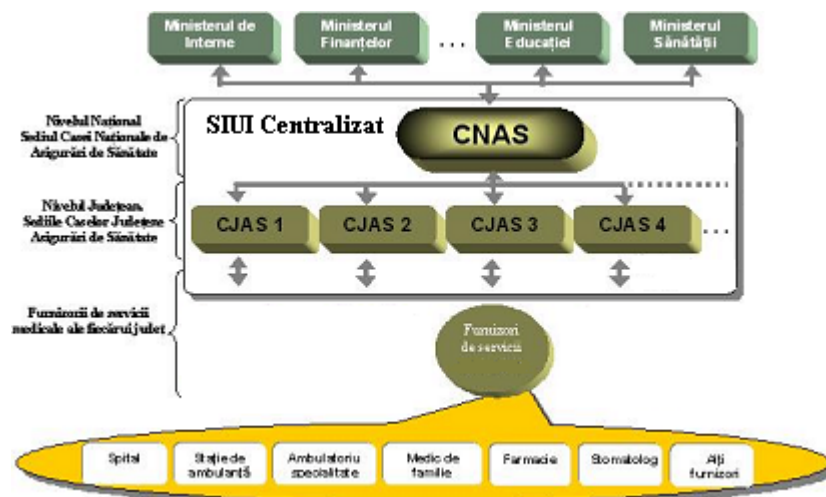 Ministerul de
Interne
Ministerul
Finanțelor
...
Ministerul
Educației
Ministerul
Sănătății
Nivelul Național
Sediul Casei Naționale de
Asigurări de Sănătate
SIUI Centralizat
CNAS
Nivelul Județean,
Sediile Caselor Județene
Asigurări de Sănătate
CJAS 1
CJAS 2
CJAS 3
CJAS 4
...
Furnizorii de servicii
medicale ale fiecărui județ
Furnizori
de servicii
Spital
Stație de
ambulanță
Ambulatoriu
specialitate
Medic de
familie
Farmacie
Stomatolog
Alți
furnizori